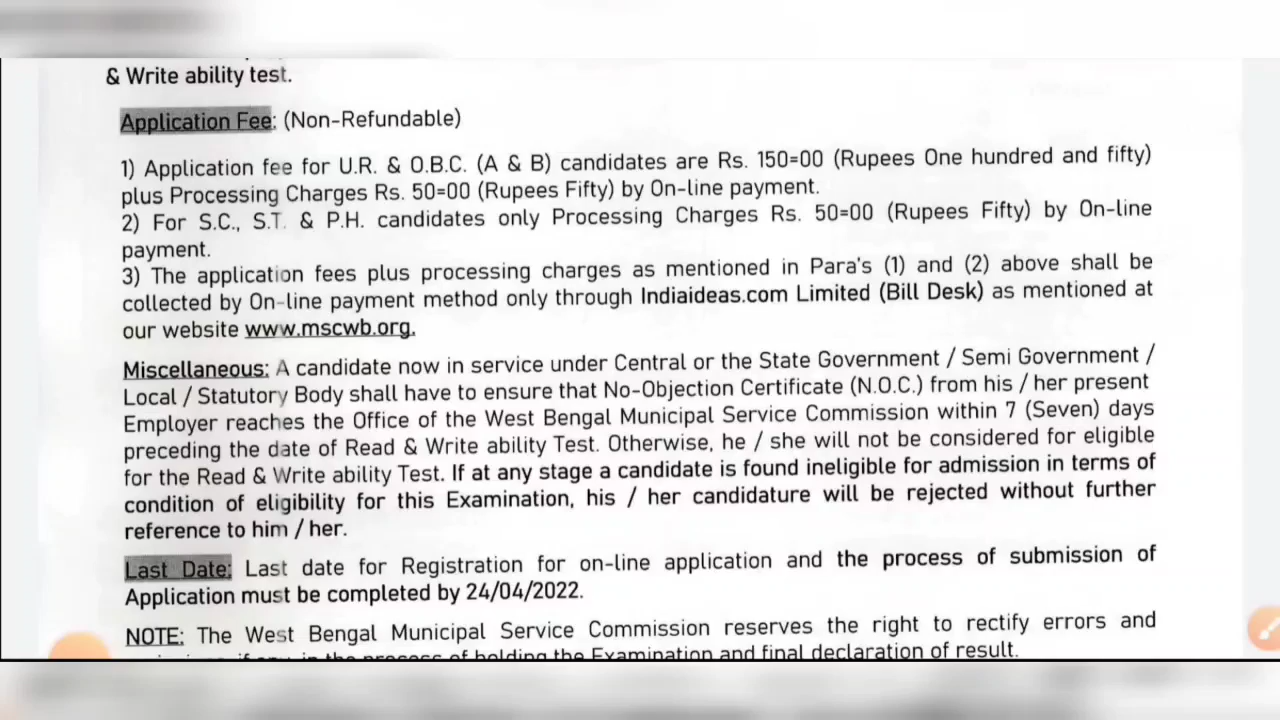 & Write ability test.
Application Fee: (Non-Refundable)
1) Application fee for U.R. & O.B.C. (A & B) candidates are Rs. 150=00 (Rupees One hundred and fifty)
plus Processing Charges Rs. 50=00 (Rupees Fifty) by On-line payment.
2) For S.C., S.T. & P.H. candidates only Processing Charges Rs. 50=00 (Rupees Fifty) by On-line
payment.
3) The application fees plus processing charges as mentioned in Para's (1) and (2) above shall be
collected by On-line payment method only through Indiaideas.com Limited (Bill Desk) as mentioned at
our website www.mscwb.org.
Miscellaneous: A candidate now in service under Central or the State Government / Semi Government /
Local / Statutory Body shall have to ensure that No-Objection Certificate (N.O.C.) from his / her present
Employer reaches the Office of the West Bengal Municipal Service Commission within 7 (Seven) days
preceding the date of Read & Write ability Test. Otherwise, he / she will not be considered for eligible
for the Read & Write ability Test. If at any stage a candidate is found ineligible for admission in terms of
condition of eligibility for this Examination, his / her candidature will be rejected without further
reference to him / her.
Last Date: Last date for Registration for on-line application and the process of submission of
Application must be completed by 24/04/2022.
NOTE: The West Bengal Municipal Service Commission reserves the right to rectify errors and
if any, in the process of holding the Examination and final declaration of result.